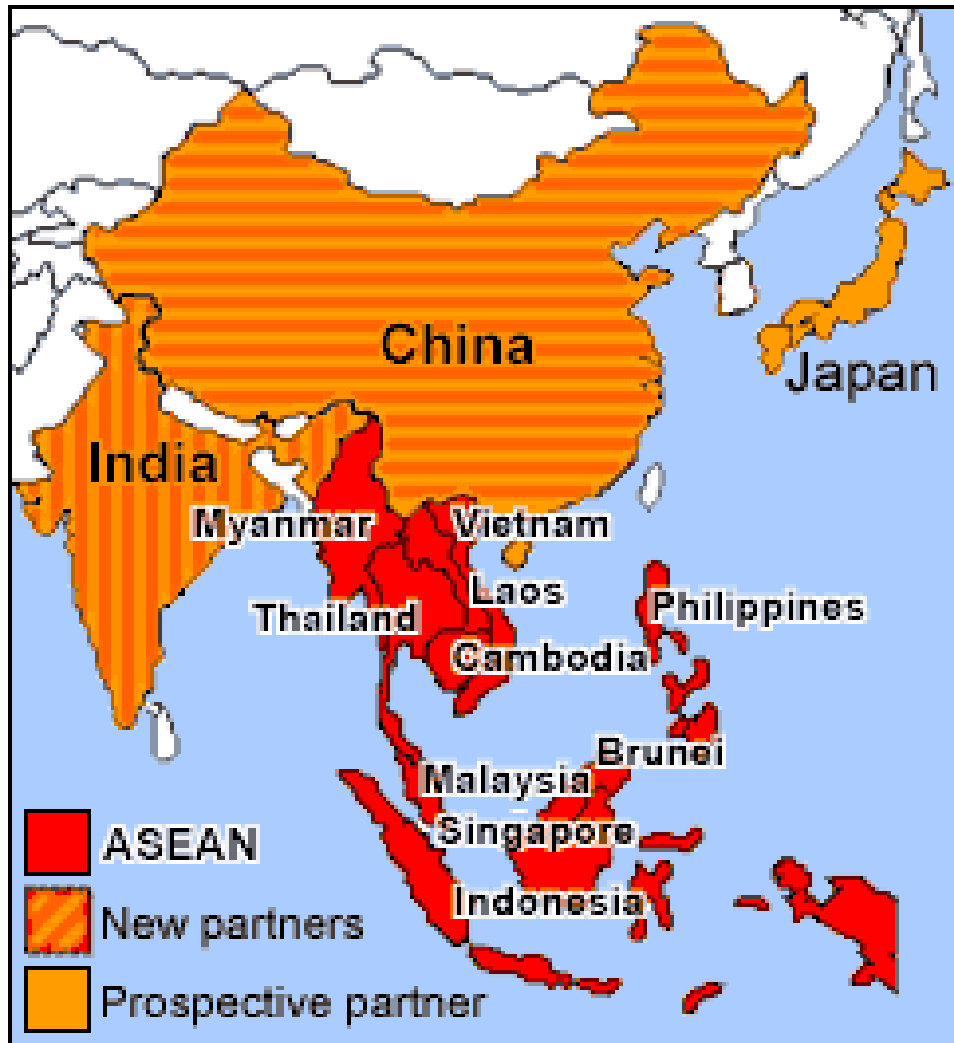 China
Japan
India
Myanmar
Vietnam
Laos
Thailand
Philippines
Cambodia
Brunei
Malaysia
Singapore
Indonesia
ASEAN
New partners
Prospective partner